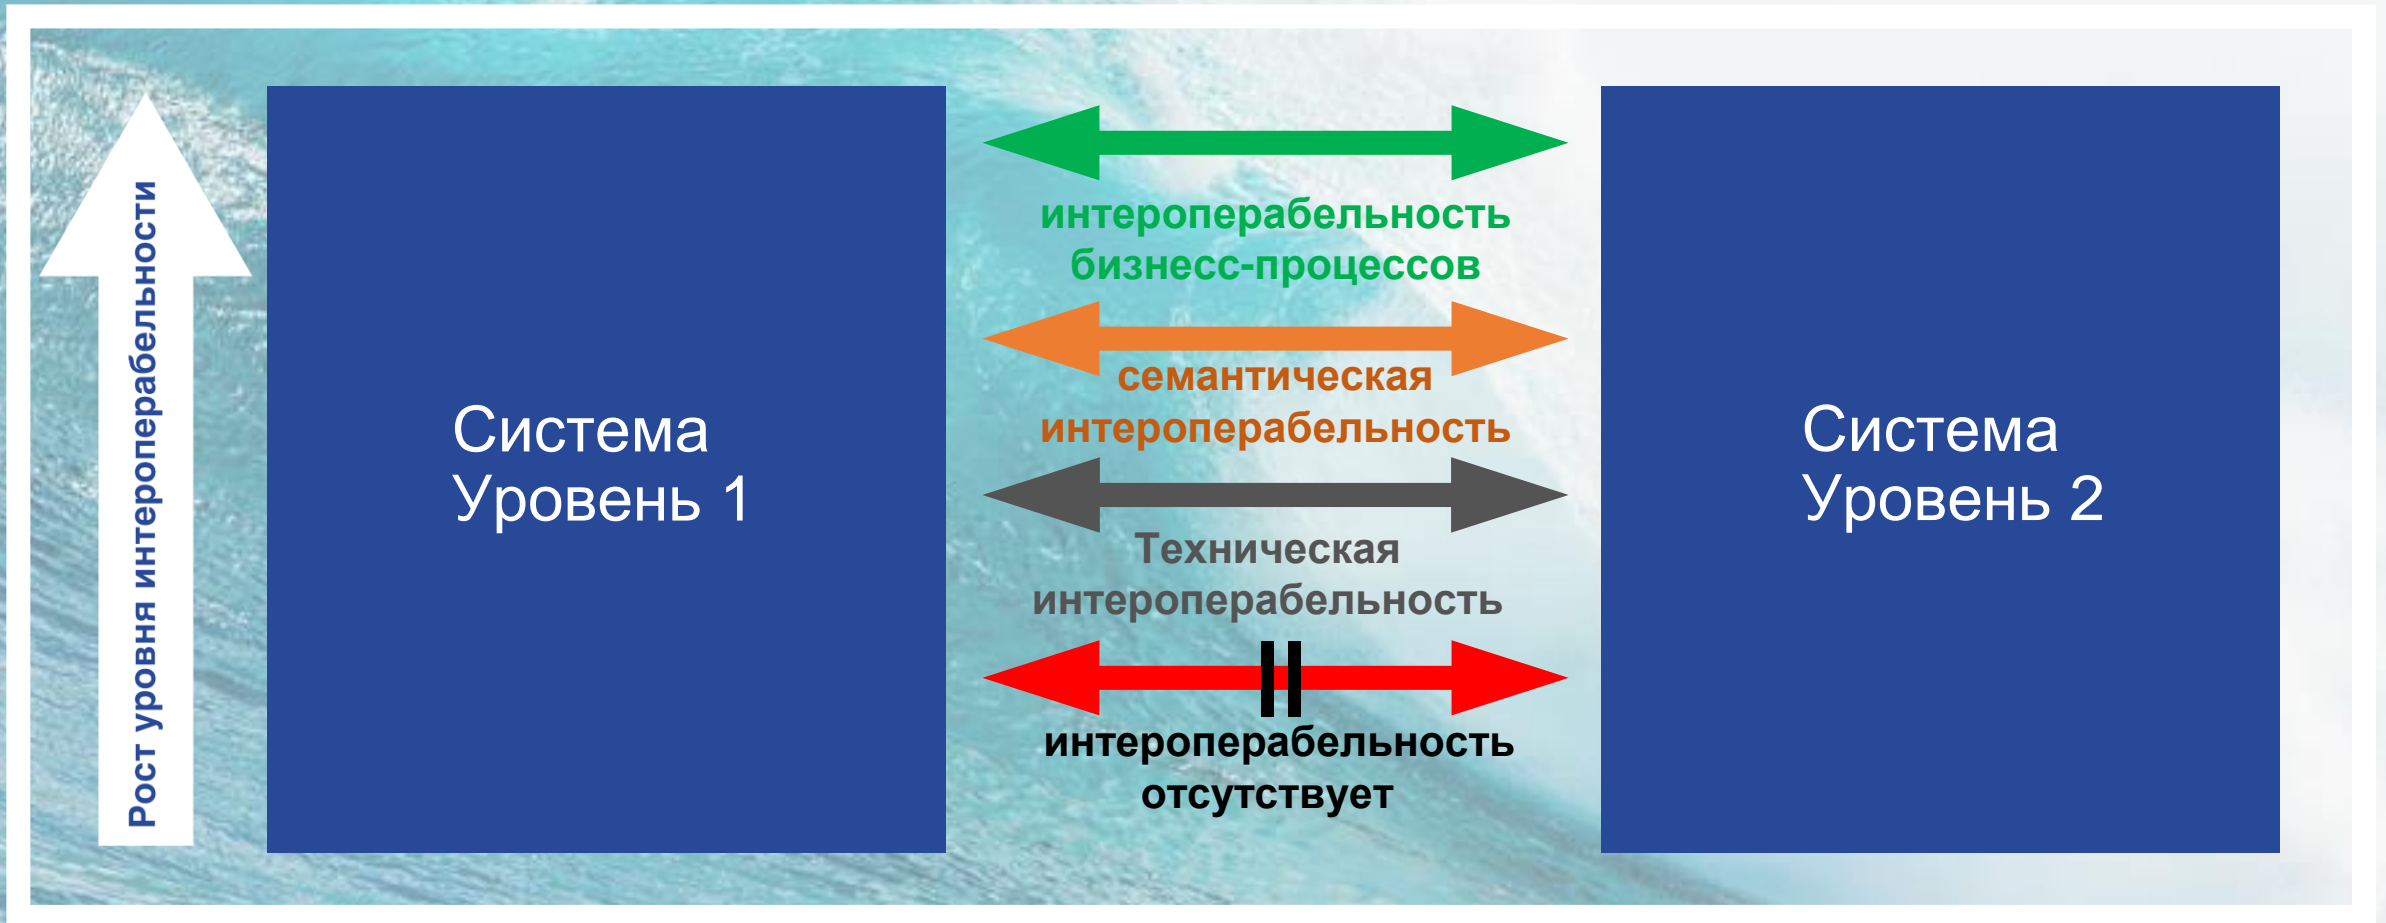 Рост уровня интероперабельности
Система
Уровень 1
интероперабельность
бизнесс-процессов
семантическая
интероперабельность
Техническая
интероперабельность
интероперабельность
отсутствует
Система
Уровень 2